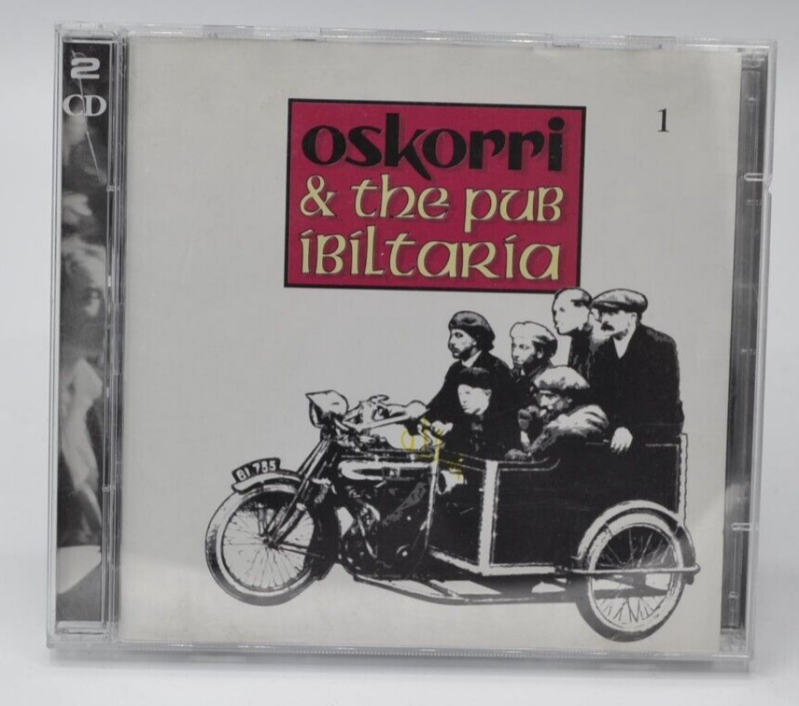 2
CD
1
oskorri
& the pub
ibiltaria
BI 785